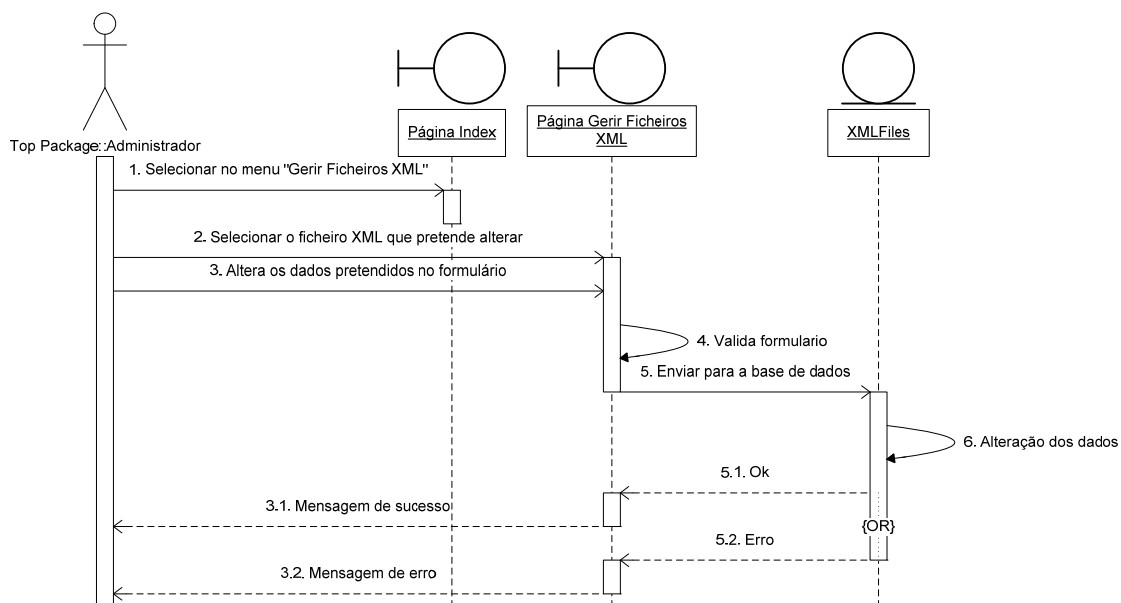 Top Package::Administrador
Página Index
Página Gerir Ficheiros
XML
XMLFiles
1. Selecionar no menu "Gerir Ficheiros XML"
2. Selecionar o ficheiro XML que pretende alterar
3. Altera os dados pretendidos no formulário
4. Valida formulario
5. Enviar para a base de dados
6. Alteração dos dados
5.1. Ok
3.1. Mensagem de sucesso
{OR}
5.2. Erro
3.2. Mensagem de erro